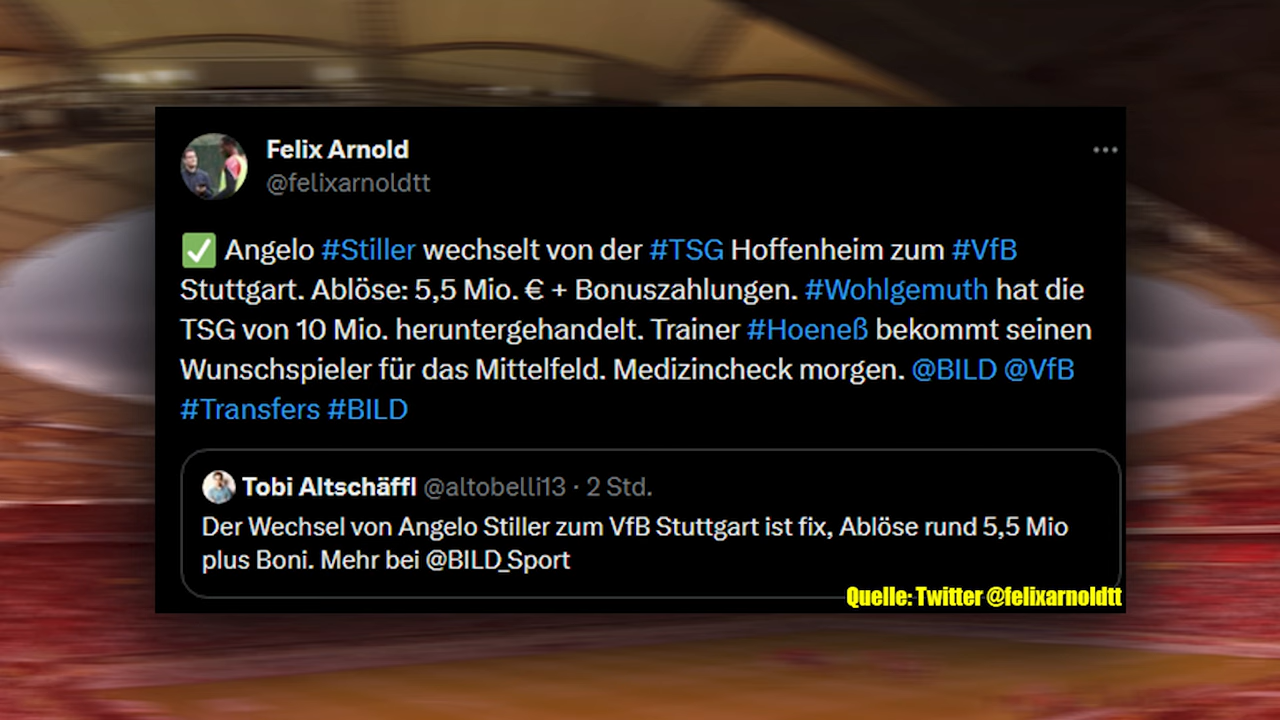 Felix Arnold
@felixarnoldtt
✅ Angelo #Stiller wechselt von der #TSG Hoffenheim zum #VfB
Stuttgart. Ablöse: 5,5 Mio. € + Bonuszahlungen. #Wohlgemuth hat die
TSG von 10 Mio. heruntergehandelt. Trainer #Hoeneß bekommt seinen
Wunschspieler für das Mittelfeld. Medizincheck morgen. @BILD @VfB
#Transfers #BILD
Tobi Altschäffl @altobelli13 · 2 Std.
Der Wechsel von Angelo Stiller zum VfB Stuttgart ist fix, Ablöse rund 5,5 Mio
plus Boni. Mehr bei @BILD_Sport
Quelle: Twitter @felixarnoldtt